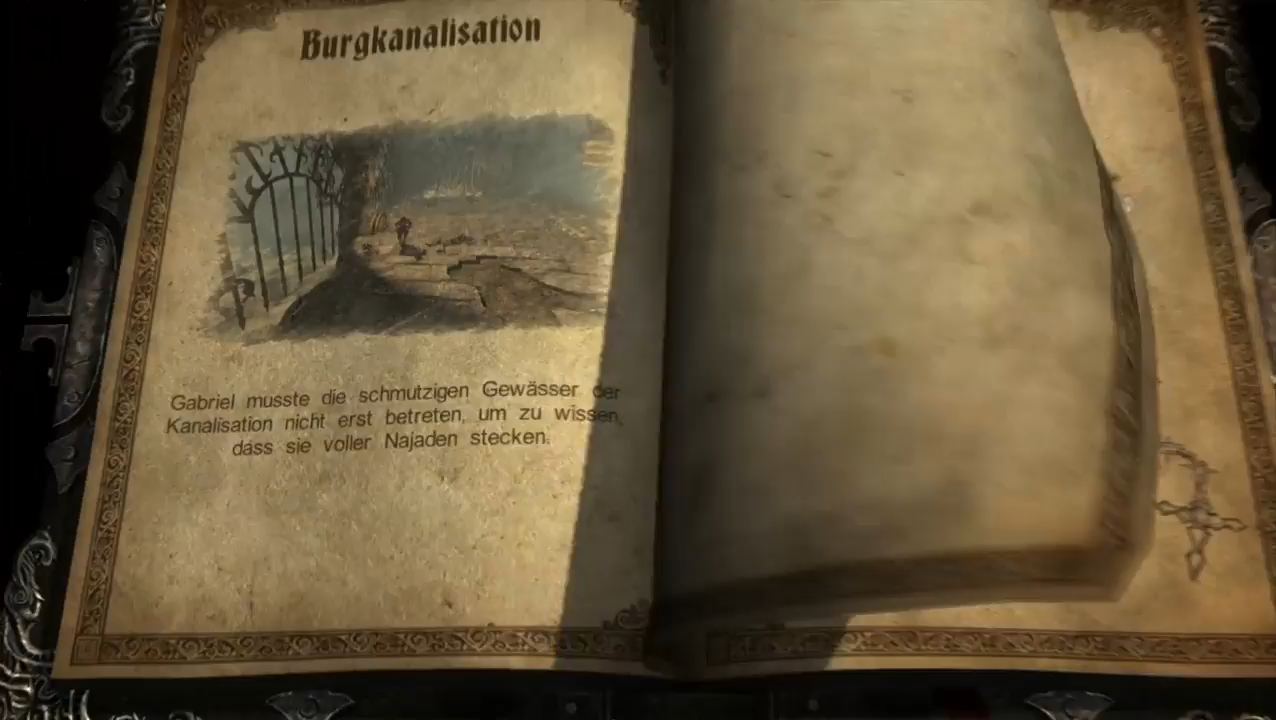 Burgkanalisation
Gabriel musste die schmutzigen Gewässer der
Kanalisation nicht erst betreten, um zu wissen,
dass sie voller Najaden stecken.